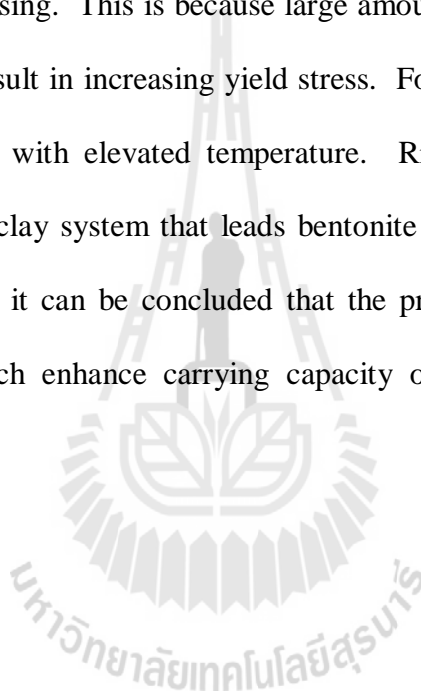 sing. This is because large amou
sult in increasing yield stress. Fo
with elevated temperature. R
clay system that leads bentonite
it can be concluded that the pr
ch enhance carrying capacity o
มหาวิทยาลัยเทคโนโลยีสุรนารี